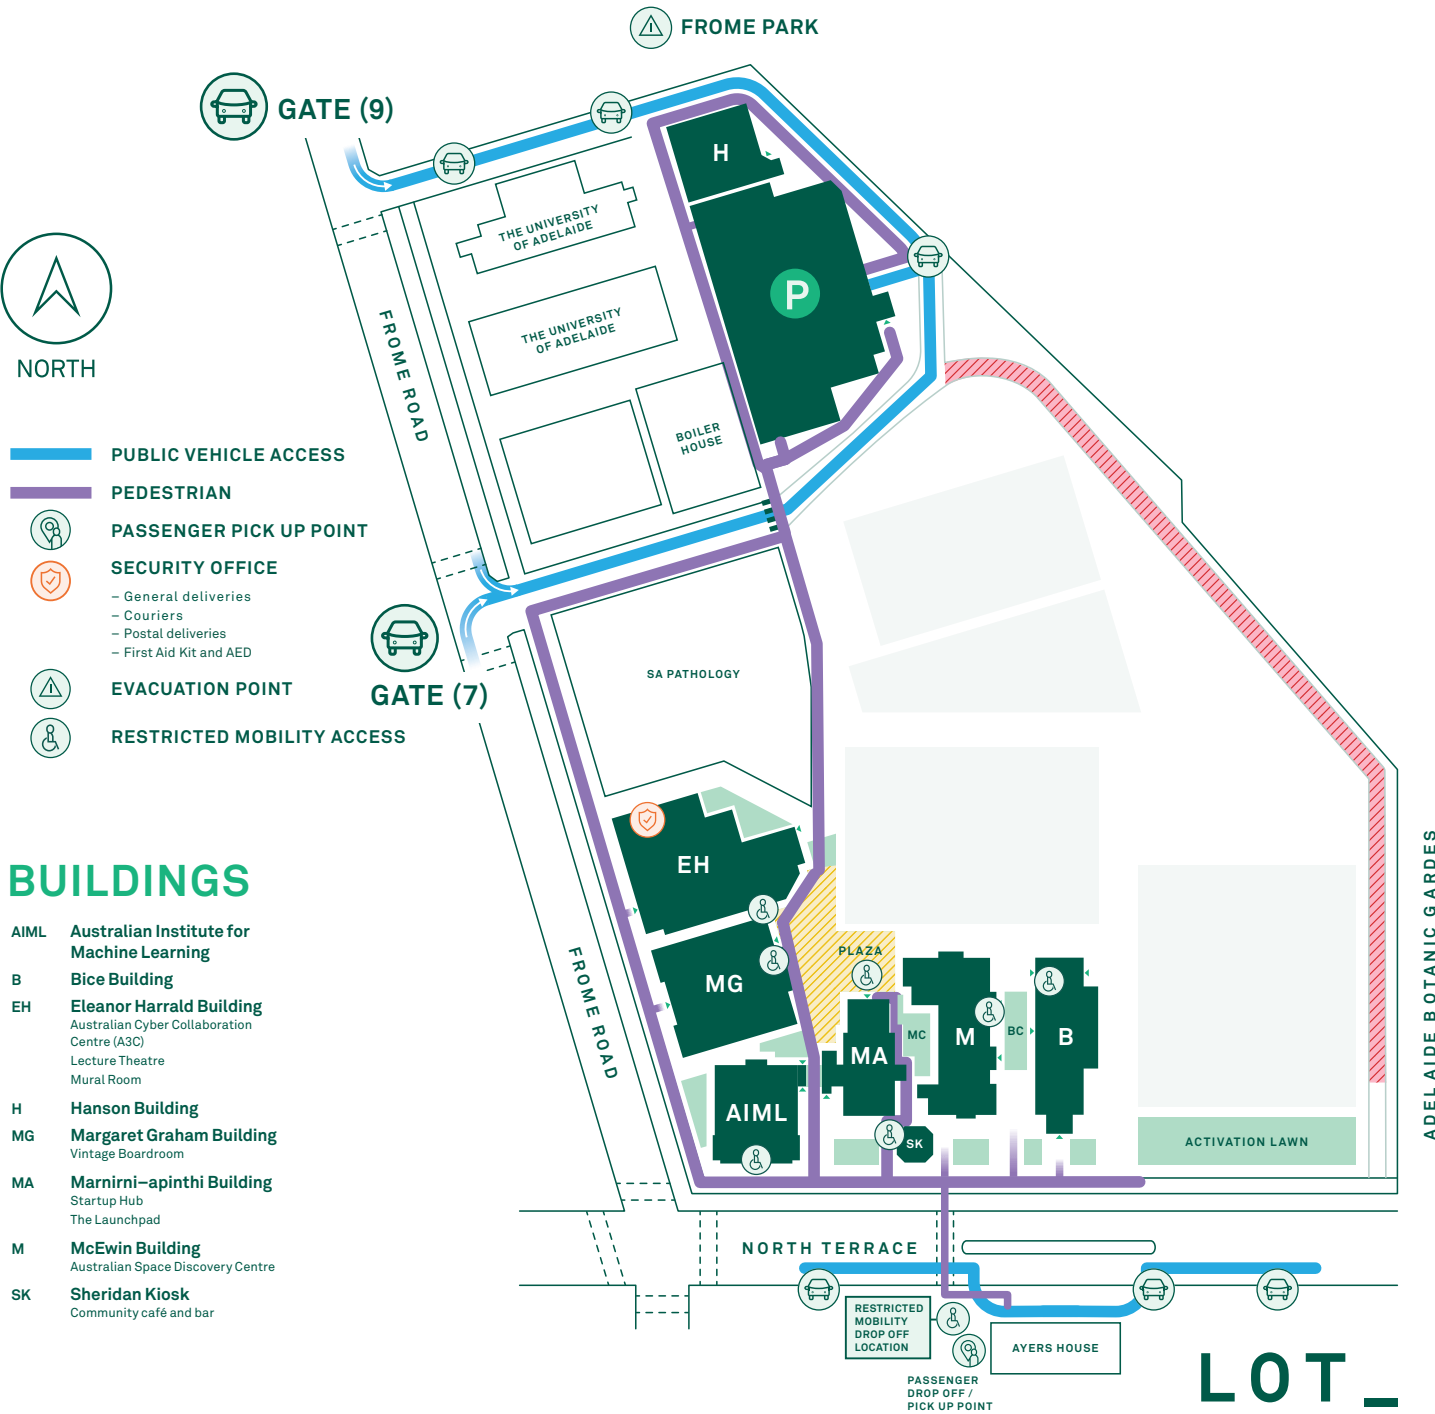 FROME PARK
GATE (9)
H
THE UNIVERSITY
OF ADELAIDE
P
THE UNIVERSITY
OF ADELAIDE
NORTH
FROME ROAD
BOILER
HOUSE
PUBLIC VEHICLE ACCESS
PEDESTRIAN
PASSENGER PICK UP POINT
SECURITY OFFICE
– General deliveries
– Couriers
– Postal deliveries
– First Aid Kit and AED
EVACUATION POINT
RESTRICTED MOBILITY ACCESS
GATE (7)
SA PATHOLOGY
EH
MG
PLAZA
MC
M
BC
B
MA
AIML
SK
FROME ROAD
ACTIVATION LAWN
ADELAIDE BOTANIC GARDES
BUILDINGS
AIML Australian Institute for
Machine Learning
B Bice Building
EH Eleanor Harrald Building
Australian Cyber Collaboration
Centre (A3C)
Lecture Theatre
Mural Room
H Hanson Building
MG Margaret Graham Building
Vintage Boardroom
MA Marnirni–apinthi Building
Startup Hub
The Launchpad
M McEwin Building
Australian Space Discovery Centre
SK Sheridan Kiosk
Community café and bar
NORTH TERRACE
RESTRICTED
MOBILITY
DROP OFF
LOCATION
AYERS HOUSE
PASSENGER
DROP OFF /
PICK UP POINT
LOT_